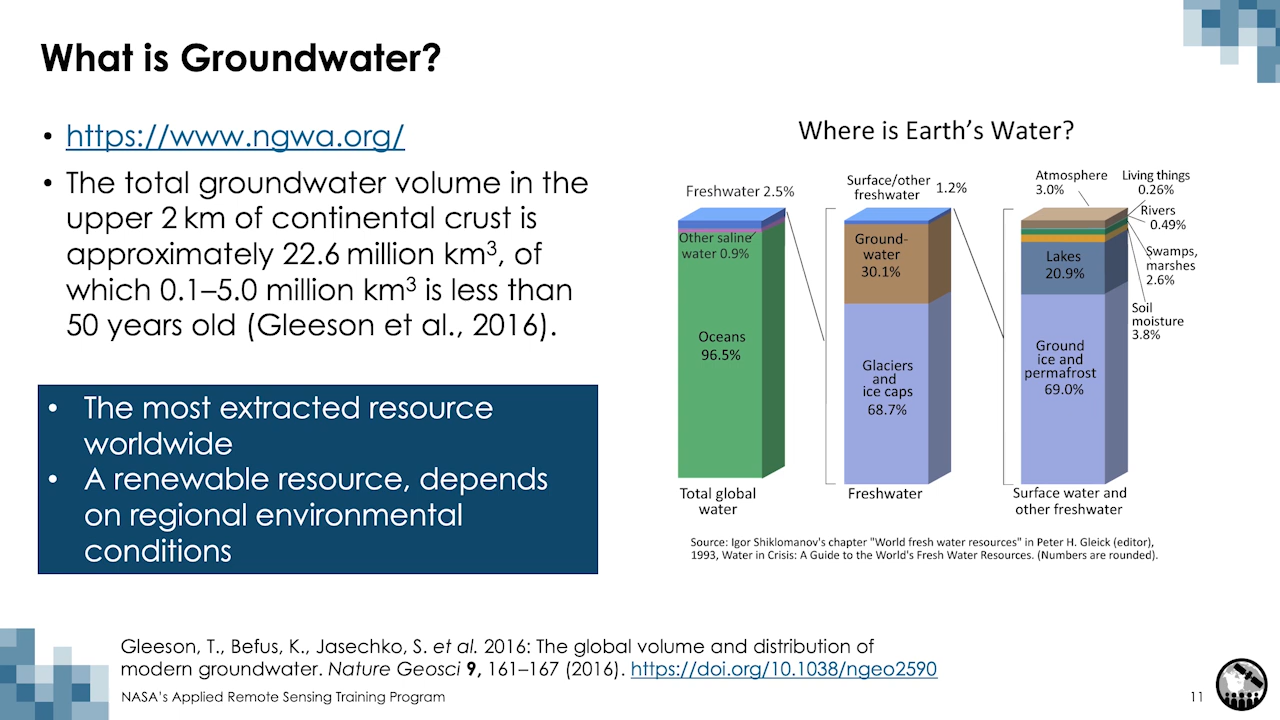 What is Groundwater?
• https://www.ngwa.org/
• The total groundwater volume in the
upper 2 km of continental crust is
approximately 22.6 million km³, of
which 0.1–5.0 million km³ is less than
50 years old (Gleeson et al., 2016).
• The most extracted resource
worldwide
• A renewable resource, depends
on regional environmental
conditions
Where is Earth's Water?
Freshwater 2.5%
Other saline
water 0.9%
Oceans
96.5%
Total global
water
Surface/other
freshwater 1.2%
Ground-
water
30.1%
Glaciers
and
ice caps
68.7%
Freshwater
Atmosphere
3.0%
Living things
0.26%
Rivers
0.49%
Swamps,
marshes
2.6%
Soil
moisture
3.8%
Lakes
20.9%
Ground
ice and
permafrost
69.0%
Surface water and
other freshwater
Source: Igor Shiklomanov's chapter "World fresh water resources" in Peter H. Gleick (editor),
1993, Water in Crisis: A Guide to the World's Fresh Water Resources. (Numbers are rounded).
Gleeson, T., Befus, K., Jasechko, S. et al. 2016: The global volume and distribution of
modern groundwater. Nature Geosci 9, 161–167 (2016). https://doi.org/10.1038/ngeo2590
NASA's Applied Remote Sensing Training Program
11